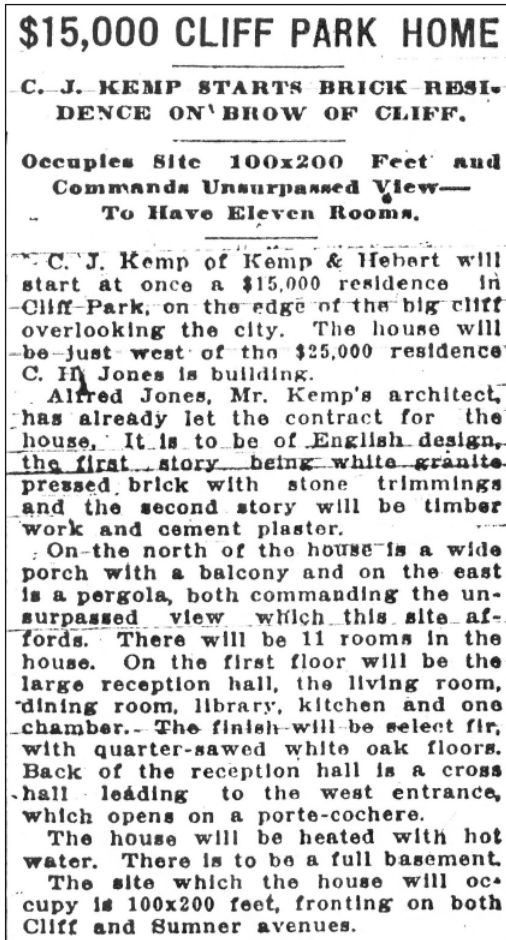 $15,000 CLIFF PARK HOME
C. J. KEMP STARTS BRICK RESI-
DENCE ON BROW OF CLIFF.
Occupies Site 100x200 Feet and
Commands Unsurpassed View—
To Have Eleven Rooms.
C. J. Kemp of Kemp & Hebert will
start at once a $15,000 residence in
Cliff Park, on the edge of the big cliff
overlooking the city. The house will
be just west of the $25,000 residence
C. H. Jones is building.
Alfred Jones, Mr. Kemp's architect,
has already let the contract for the
house. It is to be of English design,
the first story being white granite
pressed brick with stone trimmings
and the second story will be timber
work and cement plaster.
On the north of the house is a wide
porch with a balcony and on the east
is a pergola, both commanding the un-
surpassed view which this site af-
fords. There will be 11 rooms in the
house. On the first floor will be the
large reception hall, the living room,
dining room, library, kitchen and one
chamber. The finish will be select fir,
with quarter-sawed white oak floors.
Back of the reception hall is a cross
hall leading to the west entrance,
which opens on a porte-cochere.
The house will be heated with hot
water. There is to be a full basement.
The site which the house will oc-
cupy is 100x200 feet, fronting on both
Cliff and Sumner avenues.